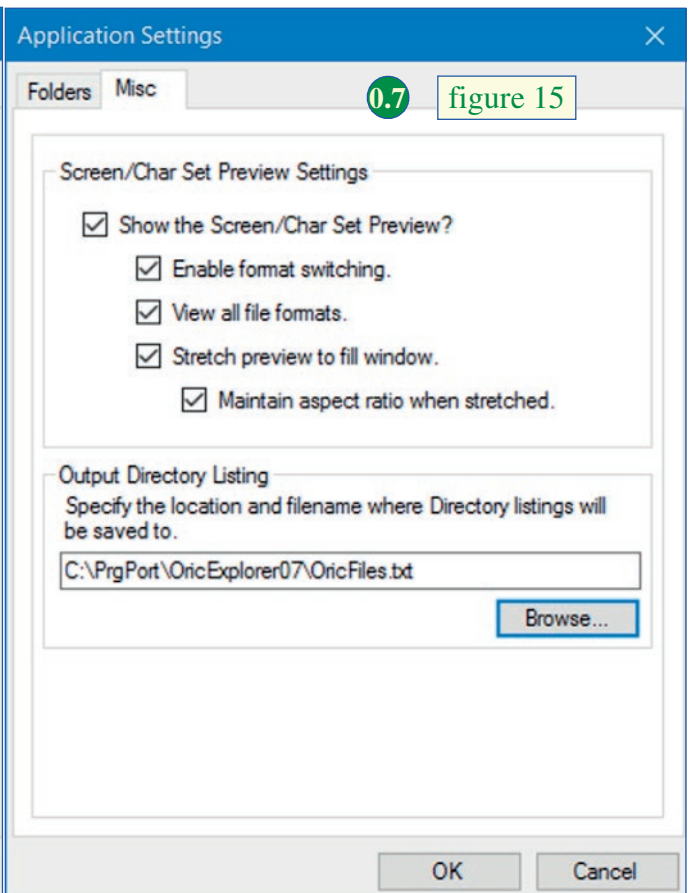 Application Settings
Folders Misc
0.7 figure 15
Screen/Char Set Preview Settings
Show the Screen/Char Set Preview?
Enable format switching.
View all file formats.
Stretch preview to fill window.
Maintain aspect ratio when stretched.
Output Directory Listing
Specify the location and filename where Directory listings will
be saved to.
C:\PrgPort\OricExplorer07\OricFiles.txt
Browse...
OK Cancel